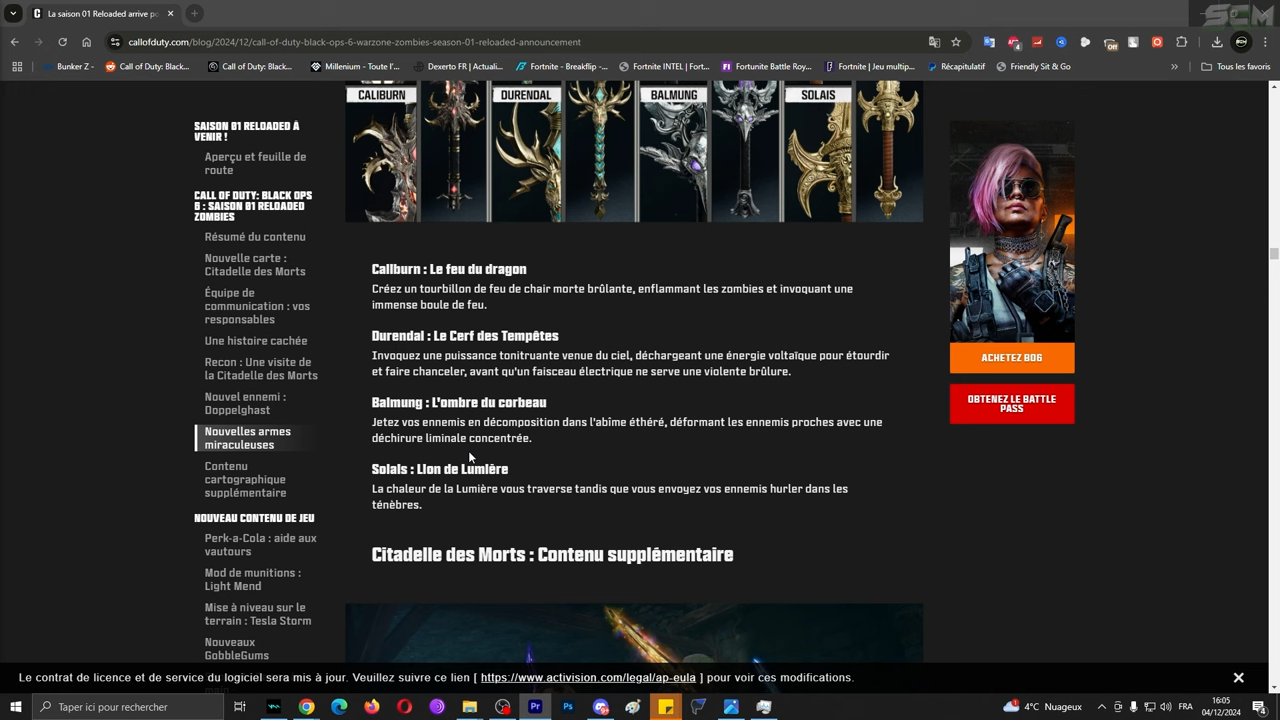 La saison 01 Reloaded arrive po
SCM
callofduty.com/blog/2024/12/call-of-duty-black-ops-6-warzone-zombies-season-01-reloaded-announcement
4
Off
Bunker Z -
Call of Duty: Black...
Call of Duty: Black...
Millenium - Toute l'...
Dexerto FR | Actuali...
Fortnite - Breakflip -...
Fortnite INTEL | Fort...
Fortunite Battle Roy...
Fortnite | Jeu multip...
Récapitulatif
Friendly Sit & Go
Tous les favoris
CALIBURN
DURENDAL
BALMUNG
SOLAIS
SAISON 01 RELOADED À
VENIR !
Aperçu et feuille de
route
CALL OF DUTY: BLACK OPS
6 : SAISON 01 RELOADED
ZOMBIES
Résumé du contenu
Nouvelle carte :
Citadelle des Morts
Équipe de
communication : vos
responsables
Une histoire cachée
Recon : Une visite de
la Citadelle des Morts
Nouvel ennemi :
Doppelghast
Nouvelles armes
miraculeuses
Contenu
cartographique
supplémentaire
NOUVEAU CONTENU DE JEU
Perk-a-Cola : aide aux
vautours
Mod de munitions :
Light Mend
Mise à niveau sur le
terrain : Tesla Storm
Nouveaux
GobbleGums
Caliburn : Le feu du dragon
Créez un tourbillon de feu de chair morte brûlante, enflammant les zombies et invoquant une
immense boule de feu.
Durendal : Le Cerf des Tempêtes
Invoquez une puissance tonitruante venue du ciel, déchargeant une énergie voltaïque pour étourdir
et faire chanceler, avant qu'un faisceau électrique ne serve une violente brûlure.
Balmung : L'ombre du corbeau
Jetez vos ennemis en décomposition dans l'abîme éthéré, déformant les ennemis proches avec une
déchirure liminale concentrée.
Solais : Lion de Lumière
La chaleur de la Lumière vous traverse tandis que vous envoyez vos ennemis hurler dans les
ténèbres.
Citadelle des Morts : Contenu supplémentaire
ACHETEZ BO6
OBTENEZ LE BATTLE
PASS
Le contrat de licence et de service du logiciel sera mis à jour. Veuillez suivre ce lien [ https://www.activision.com/legal/ap-eula ] pour voir ces modifications.
Taper ici pour rechercher
Pr
Ps
4°C Nuageux
FRA
16:05
04/12/2024